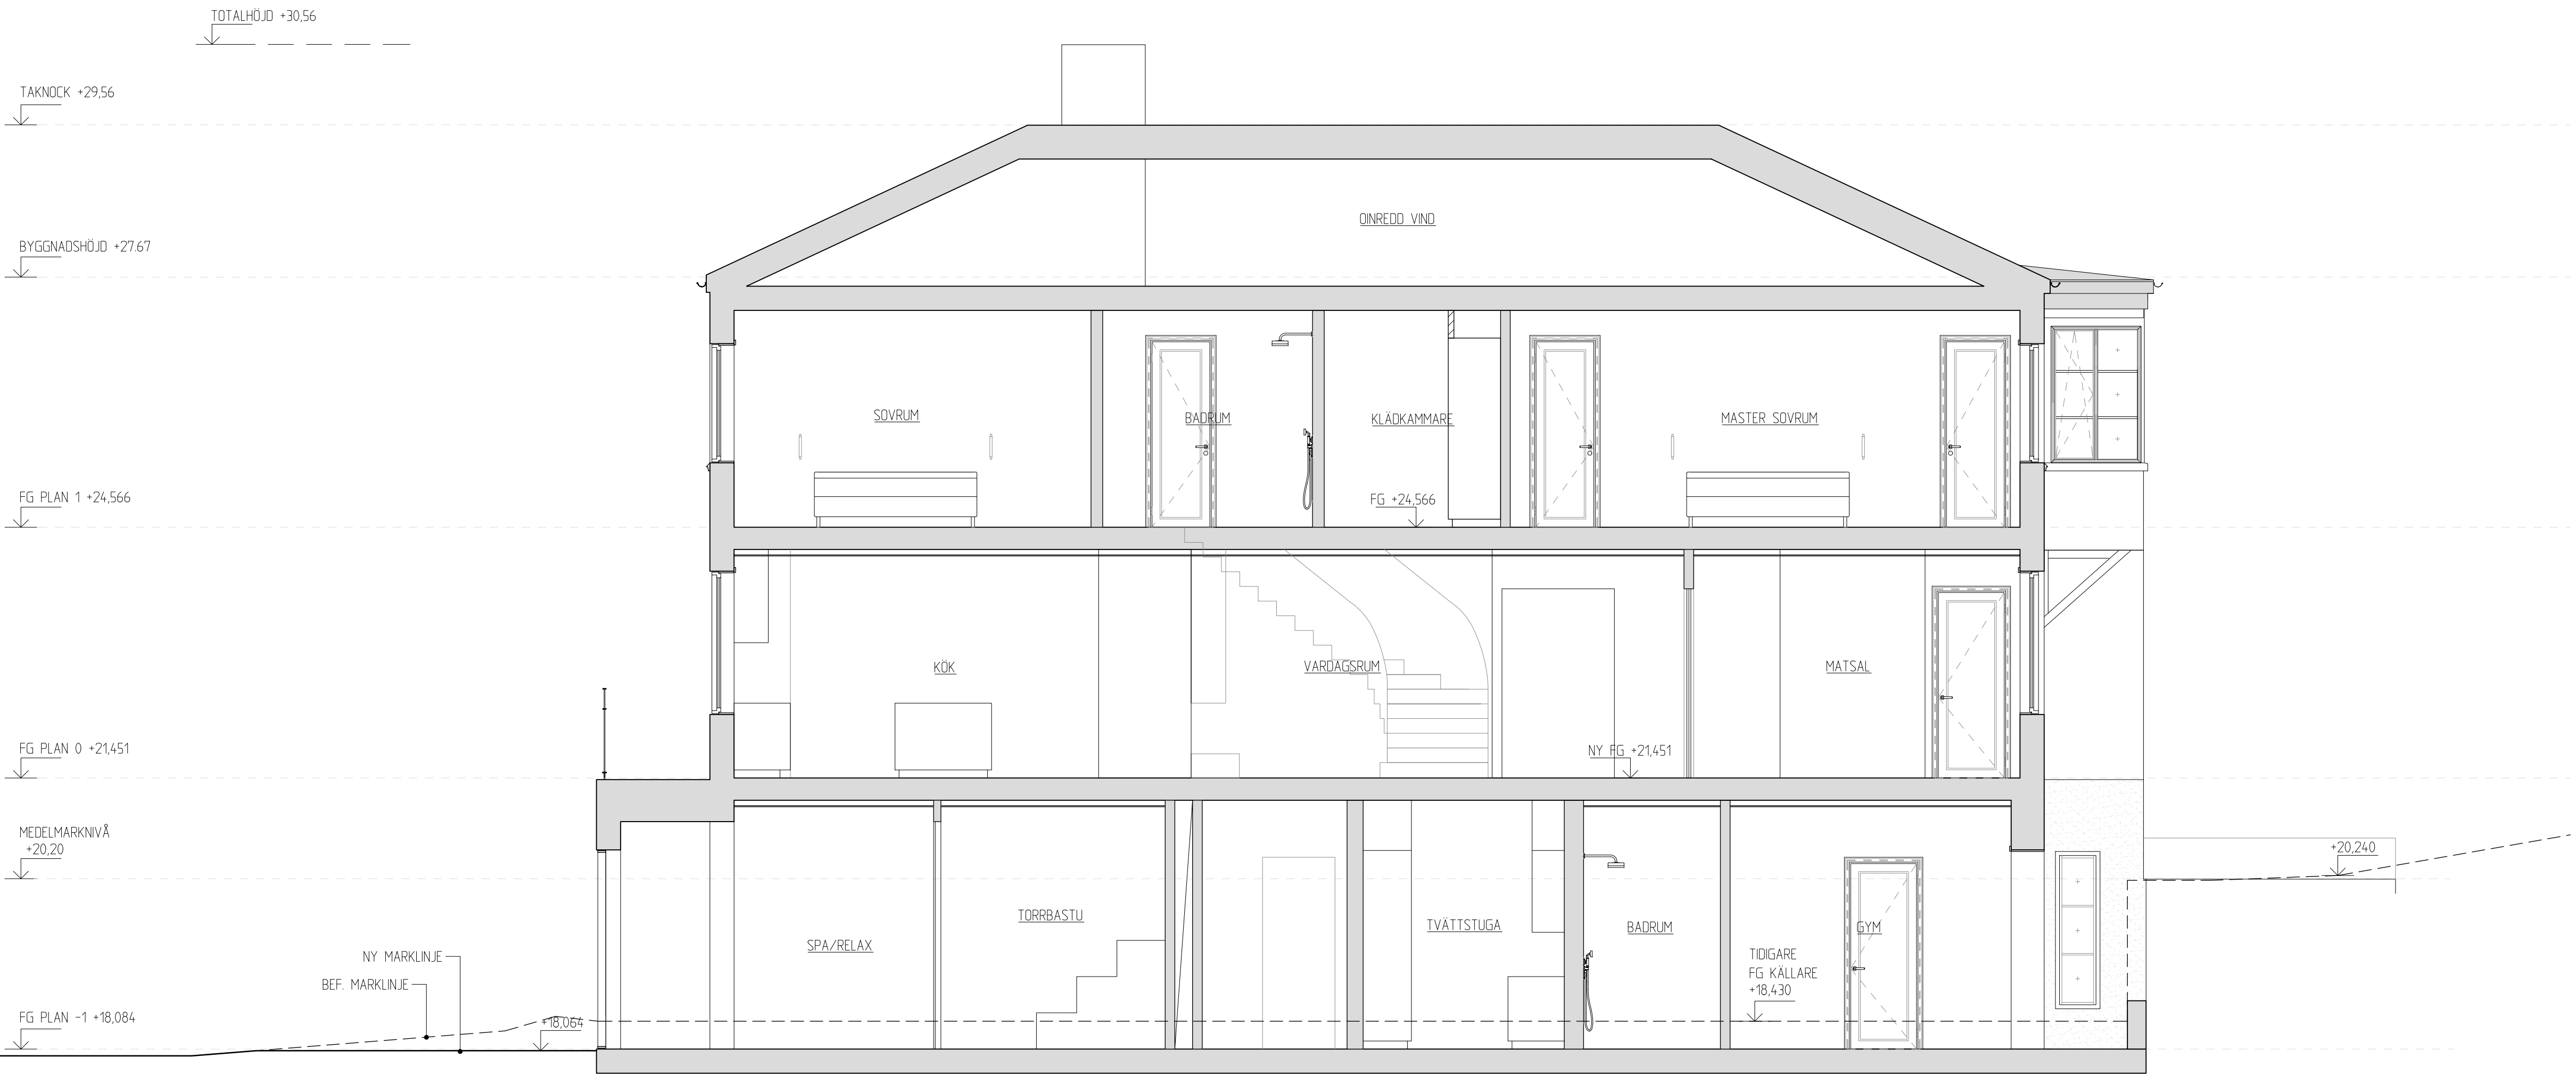 TOTALHÖJD +30,56
TAKNOCK +29,56
OINREDD VIND
BYGGNADSHÖJD +27.67
SOVRUM
BADRUM
KLÄDKAMMARE
MASTER SOVRUM
FG PLAN 1 +24,566
FG +24,566
KÖK
VARDAGSRUM
MATSAL
FG PLAN 0 +21,451
NY FG +21,451
MEDELMARKNIVÅ
+20,20
+20,240
TORRBASTU
SPA/RELAX
TVÄTTSTUGA
BADRUM
GYM
NY MARKLINJE
BEF. MARKLINJE
TIDIGARE
FG KÄLLARE
+18,430
FG PLAN -1 +18,084
+18,064